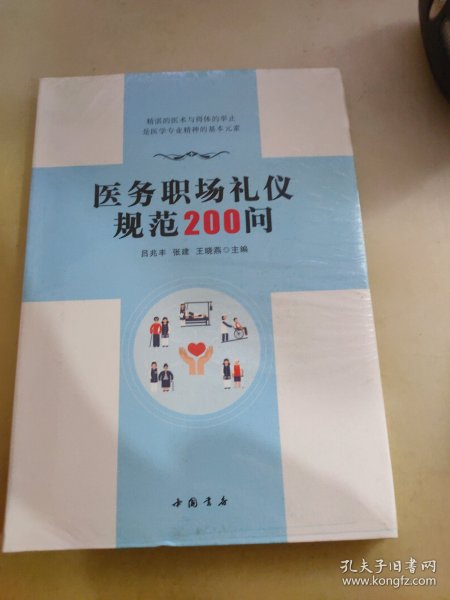 精湛的医术与得体的举止
是医学专业精神的基本元素
医务职场礼仪
规范200问
吕兆丰 张建 王晓燕◎主编
中国书店
孔夫子旧书网
www.kongfz.com